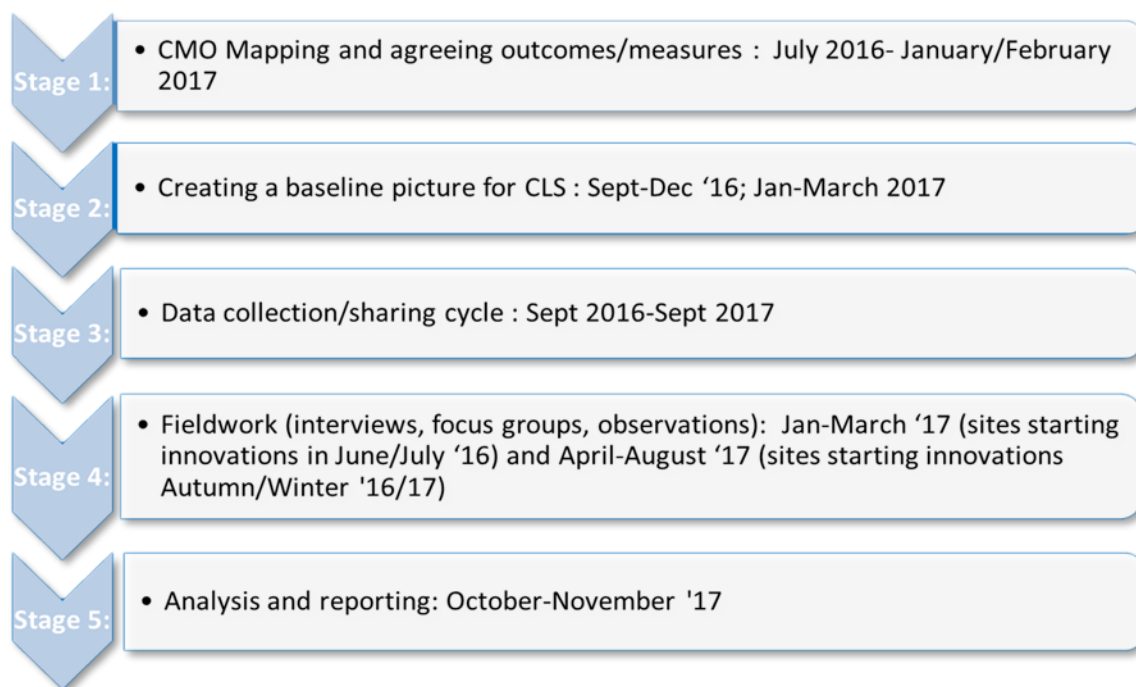 Stage 1:
• CMO Mapping and agreeing outcomes/measures : July 2016- January/February
2017
Stage 2:
• Creating a baseline picture for CLS : Sept-Dec ‘16; Jan-March 2017
Stage 3:
• Data collection/sharing cycle : Sept 2016-Sept 2017
Stage 4:
• Fieldwork (interviews, focus groups, observations): Jan-March ‘17 (sites starting
innovations in June/July ‘16) and April-August ‘17 (sites starting innovations
Autumn/Winter '16/17)
Stage 5:
• Analysis and reporting: October-November '17